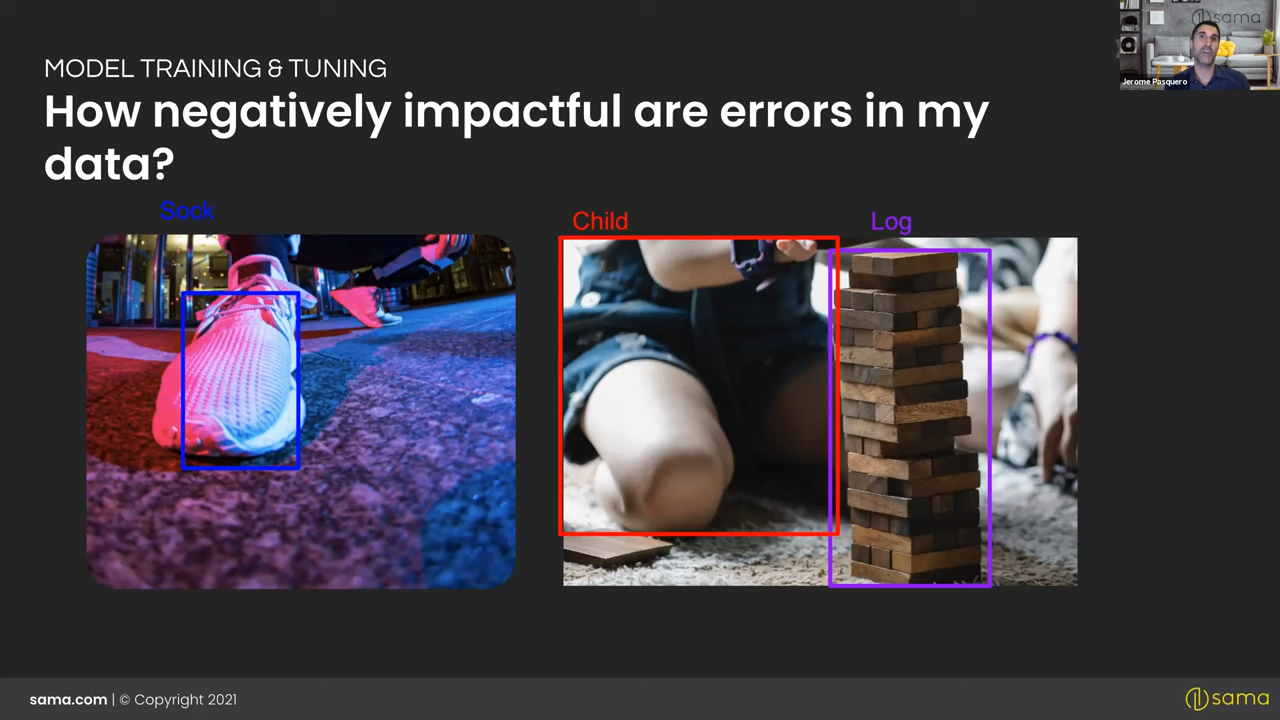 sama
Jerome Pasquero
MODEL TRAINING & TUNING
How negatively impactful are errors in my
data?
Sock
Child
Log
sama.com | © Copyright 2021
sama